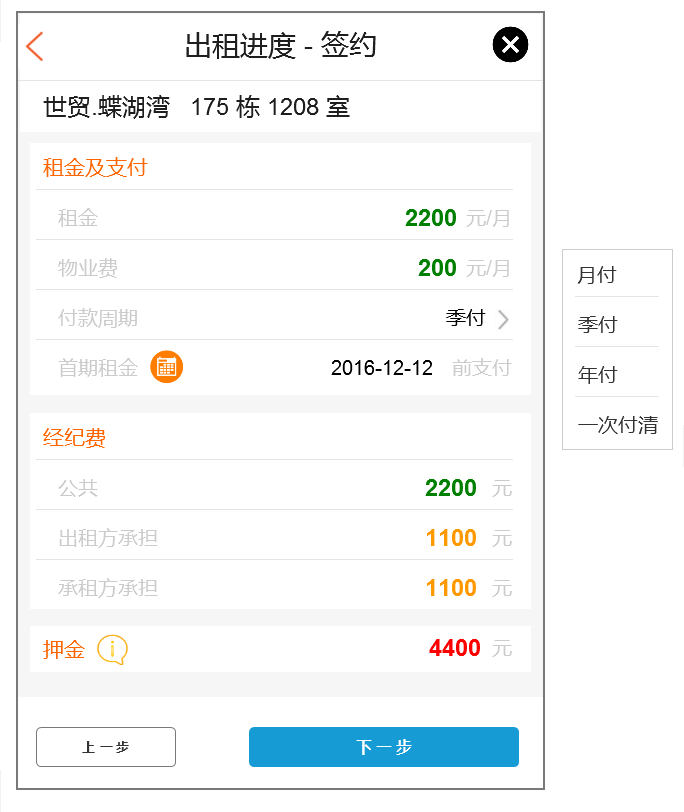 出租进度 - 签约
世贸.蝶湖湾 175 栋 1208 室
租金及支付
租金 2200 元/月
物业费 200 元/月
付款周期 季付
首期租金 2016-12-12 前支付
经纪费
公共 2200 元
出租方承担 1100 元
承租方承担 1100 元
押金 4400 元
上一步 下一步
月付
季付
年付
一次付清